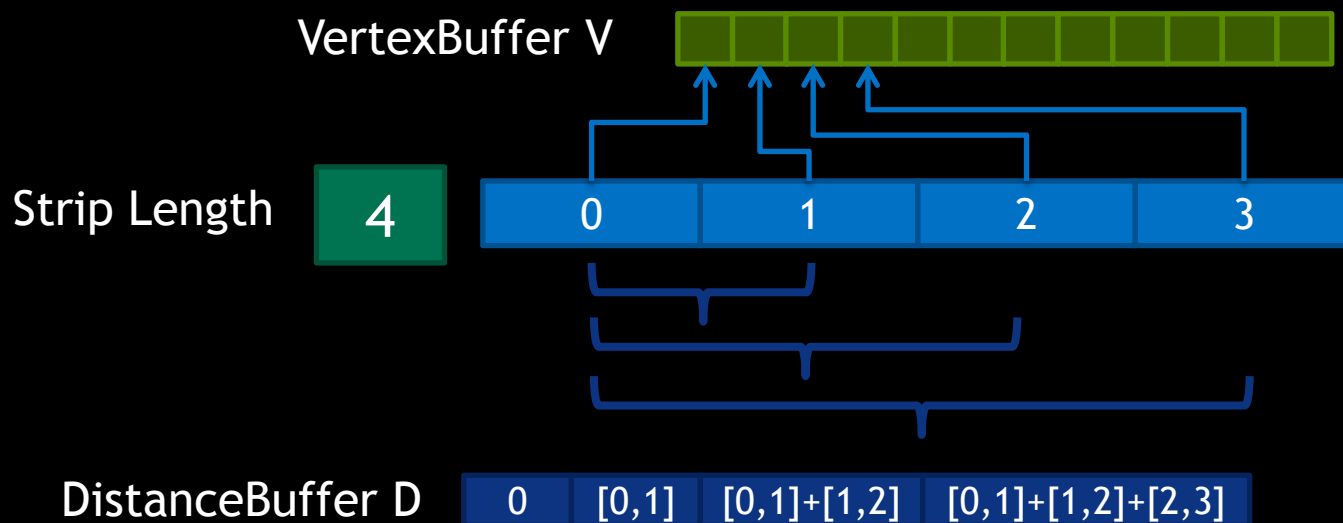 VertexBuffer V
Strip Length 4 0 1 2 3
DistanceBuffer D 0 [0,1] [0,1]+[1,2] [0,1]+[1,2]+[2,3]